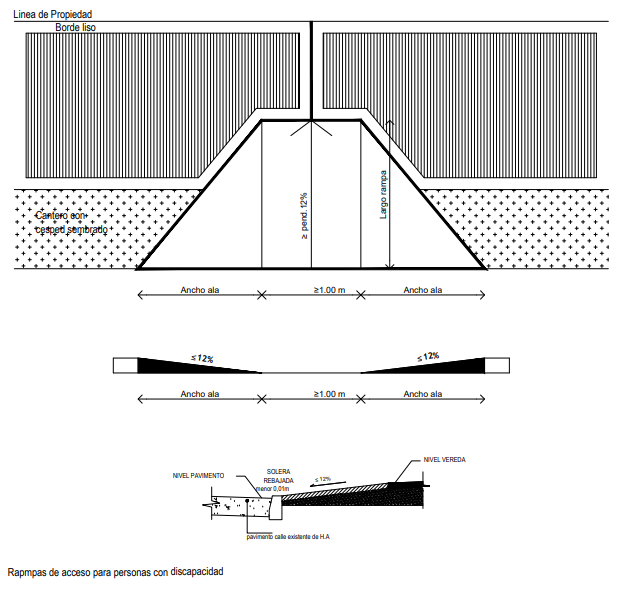 Linea de Propiedad
Borde liso
Cantero con
cesped sembrado
≥ pend.12%
Largo rampa
Ancho ala
≥1.00 m
Ancho ala
≤12%
≤12%
Ancho ala
≥1.00 m
Ancho ala
NIVEL VEREDA
SOLERA
REBAJADA
menor 0,01m
NIVEL PAVIMENTO
≤ 12%
pavimento calle existente de H.A
Rapmpas de acceso para personas con discapacidad